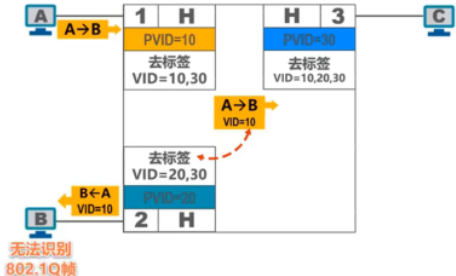 A
1 H
H 3
C
A→B
PVID=10
PVID=30
去标签
VID=10,30
去标签
VID=10,20,30
A→B
VID=10
去标签
VID=20,30
B←A
VID=10
PVID=20
B
2 H
无法识别
802.1Q帧